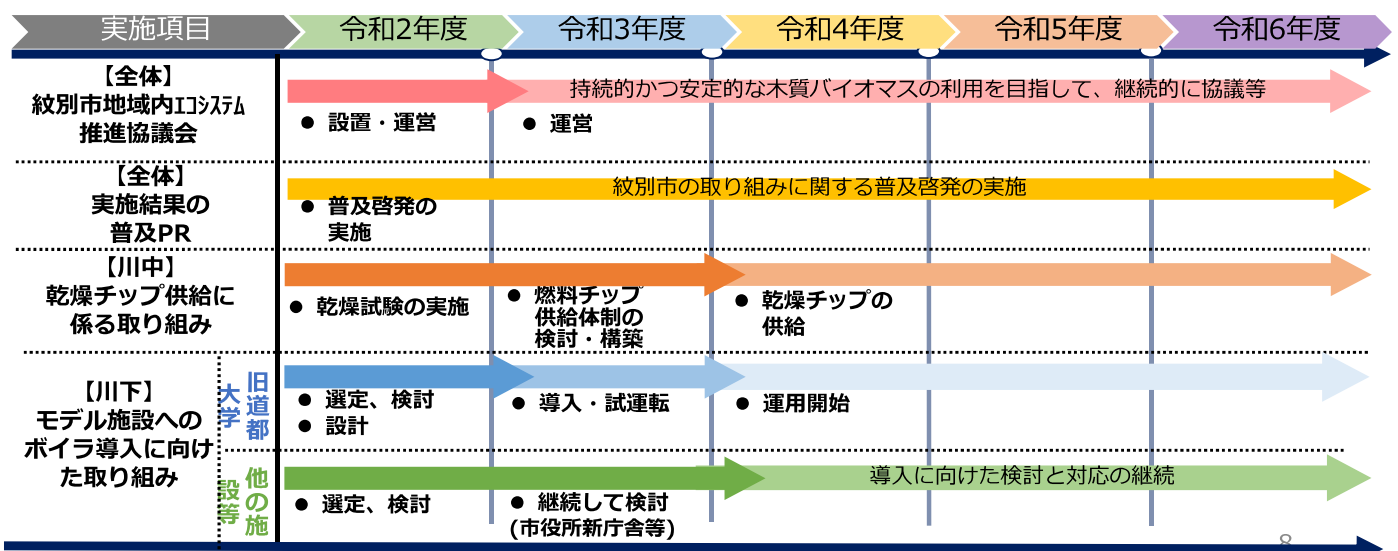 実施項目
令和2年度
令和3年度
令和4年度
令和5年度
令和6年度
【全体】
紋別市地域内ｴｺｼｽﾃﾑ
推進協議会
持続的かつ安定的な木質バイオマスの利用を目指して、継続的に協議等
● 設置・運営
● 運営
【全体】
実施結果の
普及PR
紋別市の取り組みに関する普及啓発の実施
● 普及啓発の
実施
【川中】
乾燥チップ供給に
係る取り組み
● 乾燥試験の実施
● 燃料チップ
供給体制の
検討・構築
● 乾燥チップの
供給
【川下】
モデル施設への
ボイラ導入に向け
た取り組み
旧道都
大学
● 選定、検討
● 設計
● 導入・試運転
● 運用開始
他の施
設等
導入に向けた検討と対応の継続
● 選定、検討
● 継続して検討
(市役所新庁舎等)
8